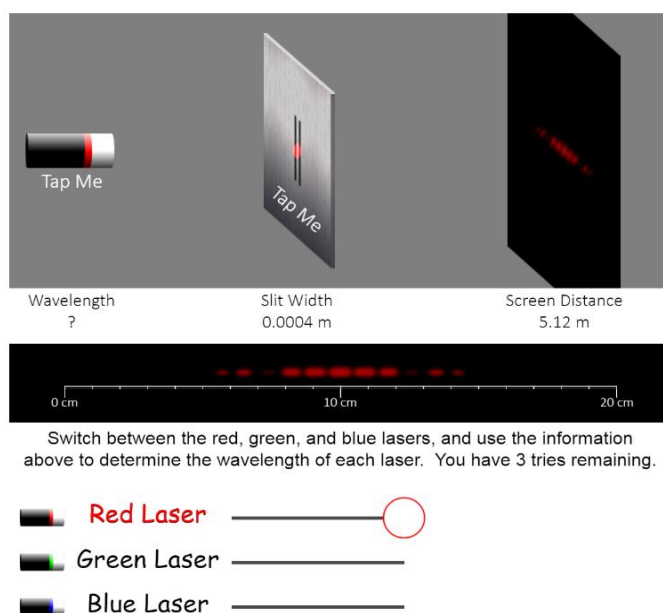 Tap Me
Tap Me
Wavelength
?
Slit Width
0.0004 m
Screen Distance
5.12 m
0 cm 10 cm 20 cm
Switch between the red, green, and blue lasers, and use the information
above to determine the wavelength of each laser. You have 3 tries remaining.
Red Laser
Green Laser
Blue Laser